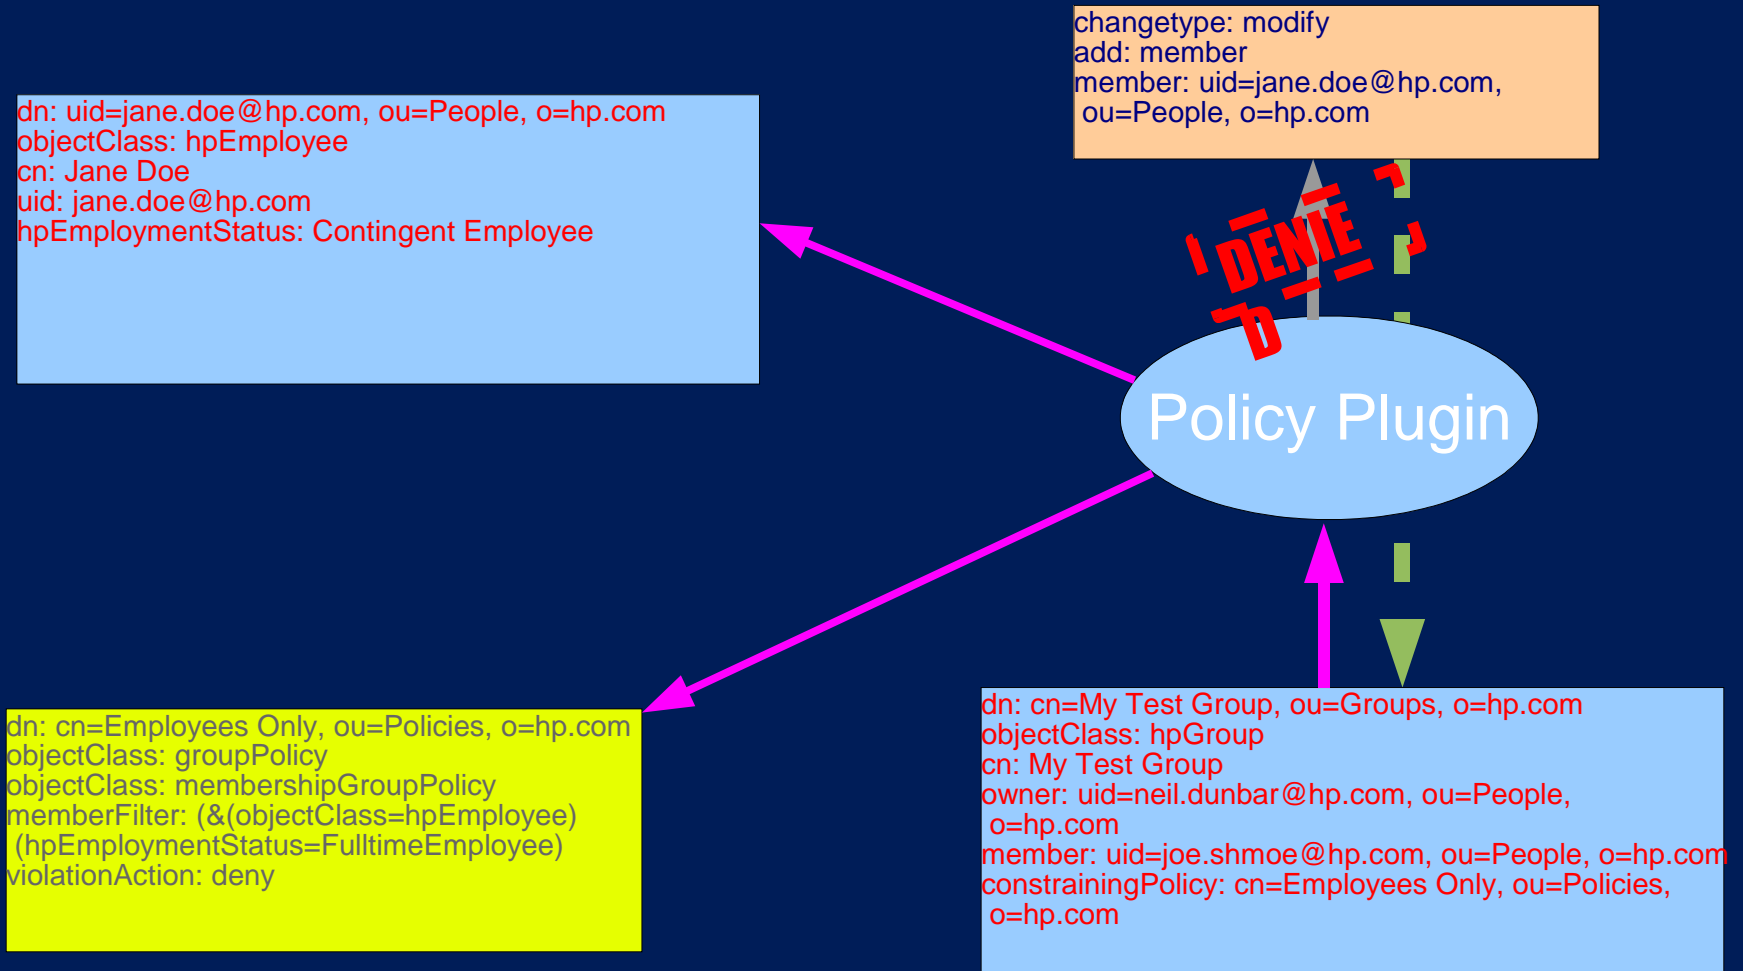 changetype: modify
add: member
member: uid=jane.doe@hp.com,
ou=People, o=hp.com
dn: uid=jane.doe@hp.com, ou=People, o=hp.com
objectClass: hpEmployee
cn: Jane Doe
uid: jane.doe@hp.com
hpEmploymentStatus: Contingent Employee
DENIE
D
Policy Plugin
dn: cn=Employees Only, ou=Policies, o=hp.com
objectClass: groupPolicy
objectClass: membershipGroupPolicy
memberFilter: (&(objectClass=hpEmployee)
(hpEmploymentStatus=FulltimeEmployee)
violationAction: deny
dn: cn=My Test Group, ou=Groups, o=hp.com
objectClass: hpGroup
cn: My Test Group
owner: uid=neil.dunbar@hp.com, ou=People,
o=hp.com
member: uid=joe.shmoe@hp.com, ou=People, o=hp.com
constrainingPolicy: cn=Employees Only, ou=Policies,
o=hp.com